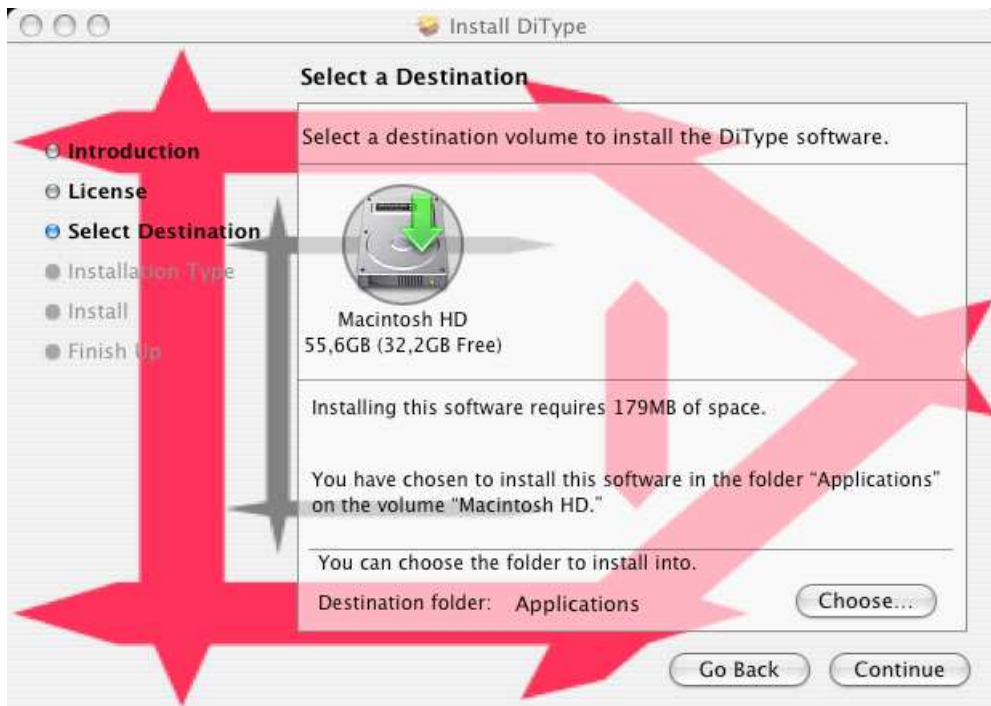 Install DiType
Select a Destination
Introduction
License
Select Destination
Installation Type
Install
Finish Up
Select a destination volume to install the DiType software.
Macintosh HD
55,6GB (32,2GB Free)
Installing this software requires 179MB of space.
You have chosen to install this software in the folder “Applications”
on the volume “Macintosh HD.”
You can choose the folder to install into.
Destination folder: Applications
Choose...
Go Back
Continue